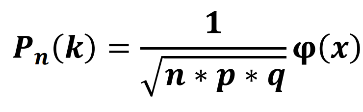 Pₙ(k) = 1 / √(n * p * q) φ(x)